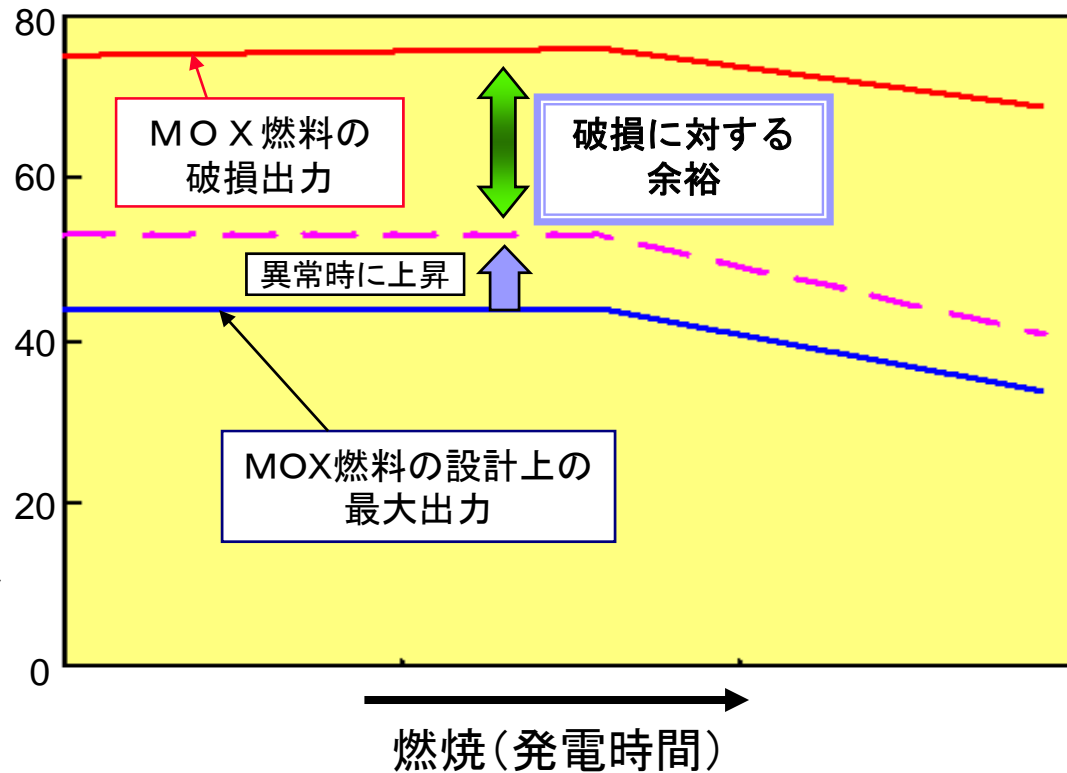 80
60
40
20
0
ＭＯＸ燃料の
破損出力
破損に対する
余裕
異常時に上昇
MOX燃料の設計上の
最大出力
燃焼(発電時間)